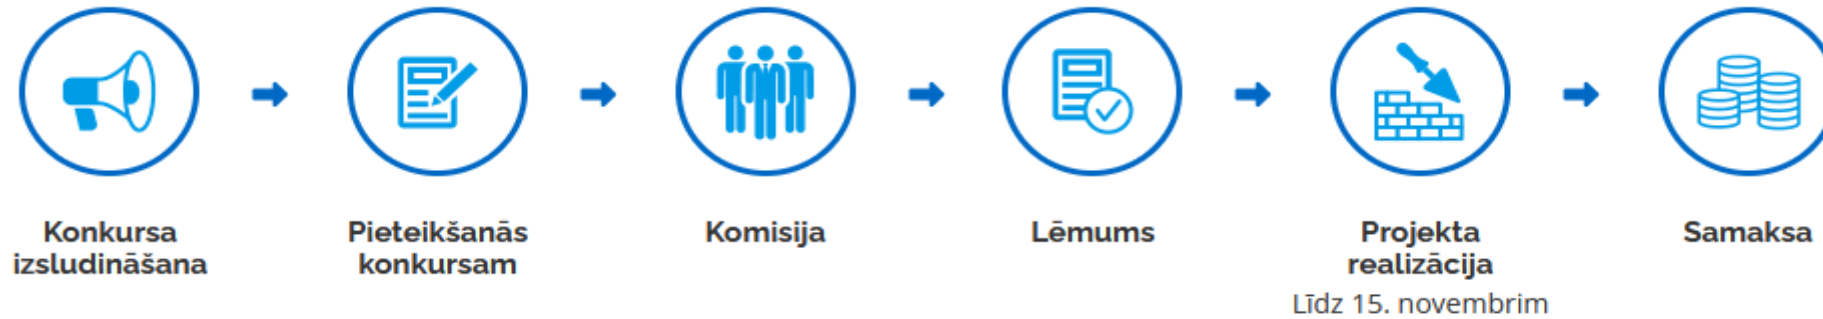 Konkursa
izsludināšana
Pieteikšanās
konkursam
Komisija
Lēmums
Projekta
realizācija
Līdz 15. novembrim
Samaksa